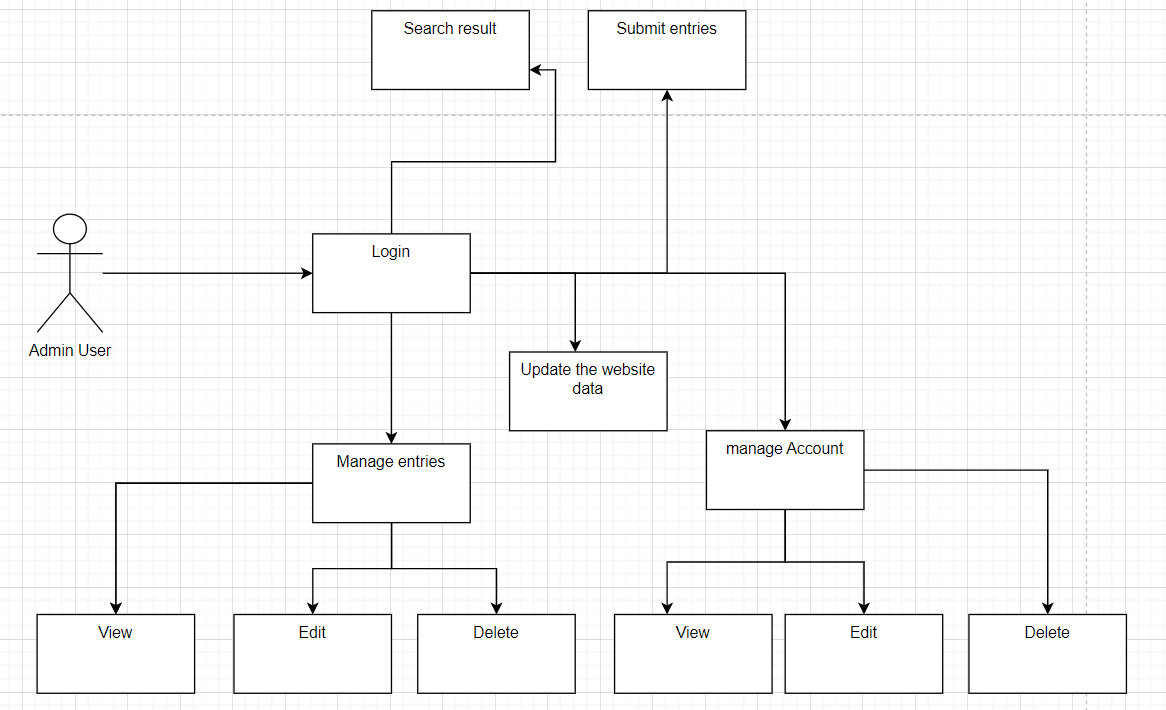 Search result
Submit entries
Login
Admin User
Update the website
data
manage Account
Manage entries
View
Edit
Delete
View
Edit
Delete